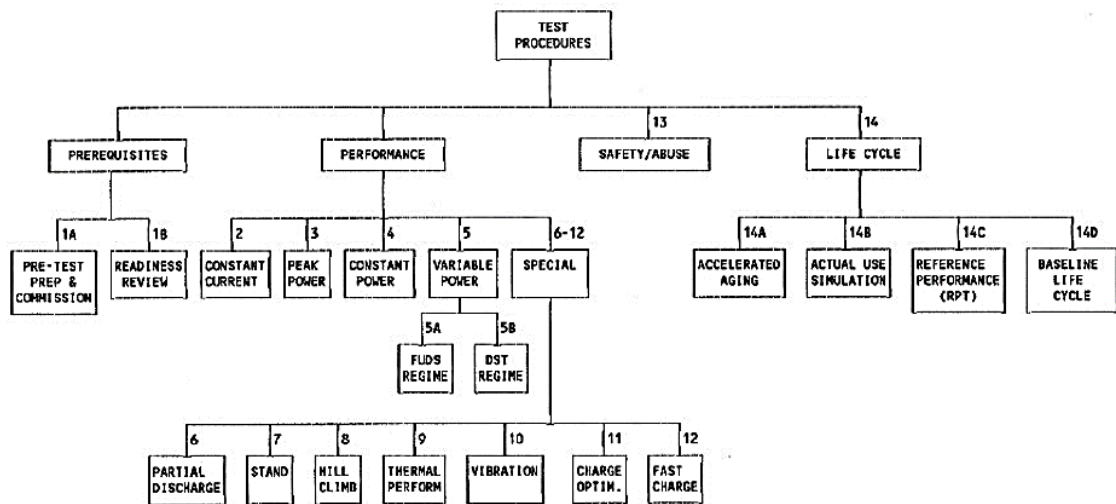 TEST
PROCEDURES
13
14
PREREQUISITES
PERFORMANCE
SAFETY/ABUSE
LIFE CYCLE
1A
1B
2
3
4
5
6-12
14A
14B
14C
14D
PRE-TEST
PREP &
COMMISSION
READINESS
REVIEW
CONSTANT
CURRENT
PEAK
POWER
CONSTANT
POWER
VARIABLE
POWER
SPECIAL
ACCELERATED
AGING
ACTUAL USE
SIMULATION
REFERENCE
PERFORMANCE
(RPT)
BASELINE
LIFE
CYCLE
5A
5B
FUDS
REGIME
DST
REGIME
6
7
8
9
10
11
12
PARTIAL
DISCHARGE
STAND
HILL
CLIMB
THERMAL
PERFORM
VIBRATION
CHARGE
OPTIM.
FAST
CHARGE